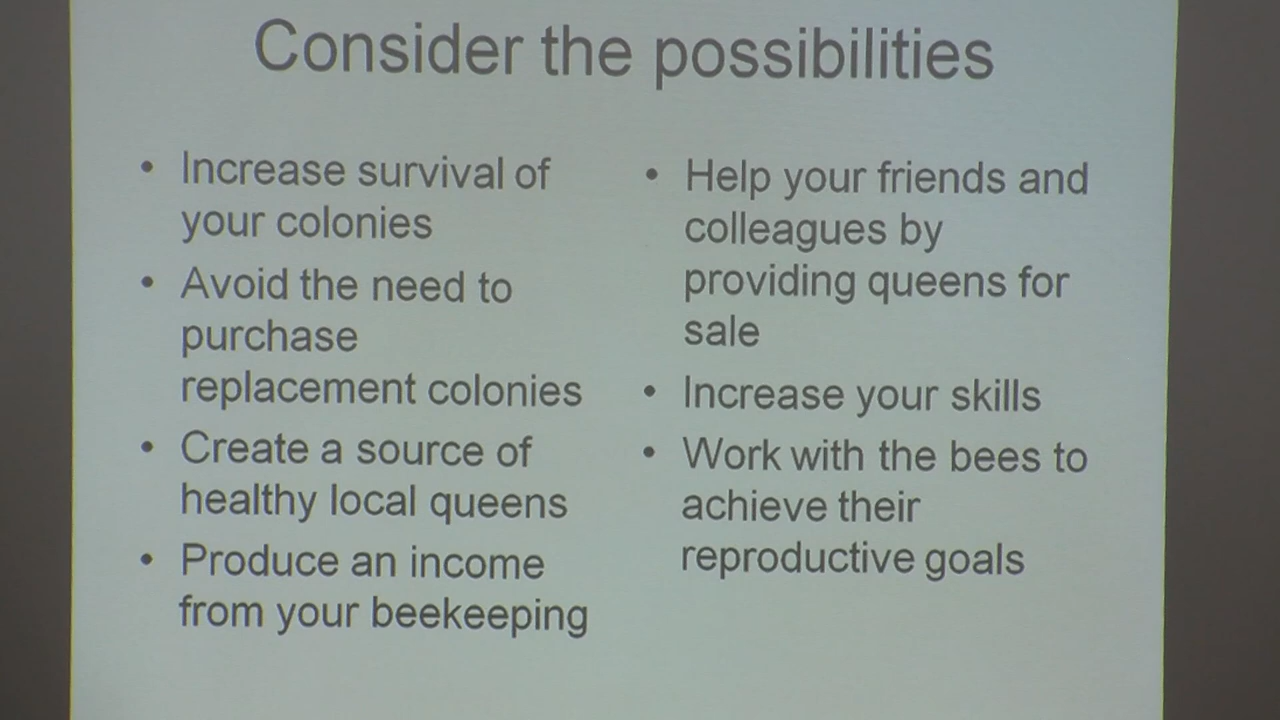 Consider the possibilities
• Increase survival of
your colonies
• Avoid the need to
purchase
replacement colonies
• Create a source of
healthy local queens
• Produce an income
from your beekeeping
• Help your friends and
colleagues by
providing queens for
sale
• Increase your skills
• Work with the bees to
achieve their
reproductive goals